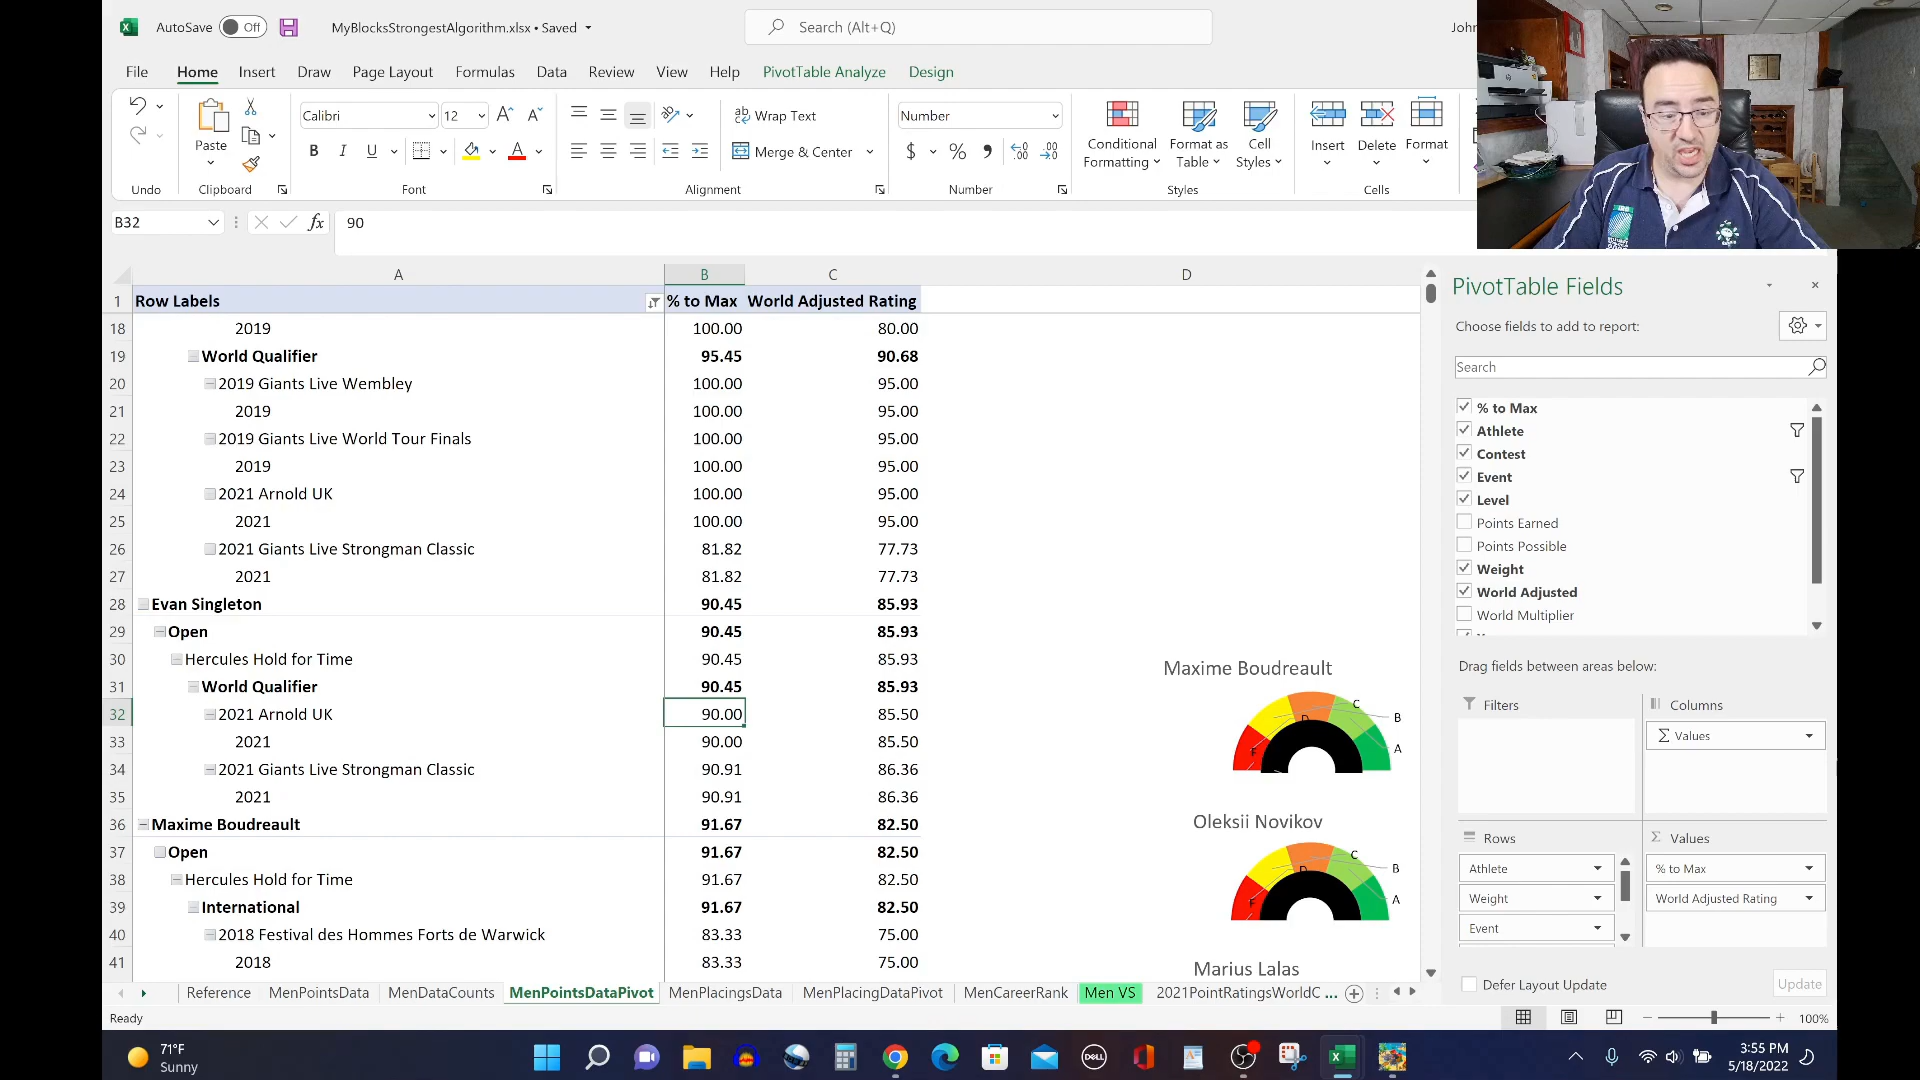 AutoSave Off MyBlocksStrongestAlgorithm.xlsx • Saved Search (Alt+Q) John
File Home Insert Draw Page Layout Formulas Data Review View Help PivotTable Analyze Design
Calibri 12 Wrap Text Number
Paste B I U A Merge & Center $ % Conditional Formatting Format as Table Cell Styles Insert Delete Format
Undo Clipboard Font Alignment Number Styles Cells
B32 fx 90
A B C D
1 Row Labels % to Max World Adjusted Rating
18 2019 100.00 80.00
19 World Qualifier 95.45 90.68
20 2019 Giants Live Wembley 100.00 95.00
21 2019 100.00 95.00
22 2019 Giants Live World Tour Finals 100.00 95.00
23 2019 100.00 95.00
24 2021 Arnold UK 100.00 95.00
25 2021 100.00 95.00
26 2021 Giants Live Strongman Classic 81.82 77.73
27 2021 81.82 77.73
28 Evan Singleton 90.45 85.93
29 Open 90.45 85.93
30 Hercules Hold for Time 90.45 85.93
31 World Qualifier 90.45 85.93
32 2021 Arnold UK 90.00 85.50
33 2021 90.00 85.50
34 2021 Giants Live Strongman Classic 90.91 86.36
35 2021 90.91 86.36
36 Maxime Boudreault 91.67 82.50
37 Open 91.67 82.50
38 Hercules Hold for Time 91.67 82.50
39 International 91.67 82.50
40 2018 Festival des Hommes Forts de Warwick 83.33 75.00
41 2018 83.33 75.00
Maxime Boudreault
F D C B A
Oleksii Novikov
F D C B A
Marius Lalas
PivotTable Fields
Choose fields to add to report:
Search
% to Max
Athlete
Contest
Event
Level
Points Earned
Points Possible
Weight
World Adjusted
World Multiplier
Drag fields between areas below:
Filters Columns
Σ Values
Rows Σ Values
Athlete % to Max
Weight World Adjusted Rating
Event
Defer Layout Update Update
Reference MenPointsData MenDataCounts MenPointsDataPivot MenPlacingsData MenPlacingDataPivot MenCareerRank Men VS 2021PointRatingsWorldC ...
Ready 100%
71°F
Sunny
DELL
3:55 PM
5/18/2022